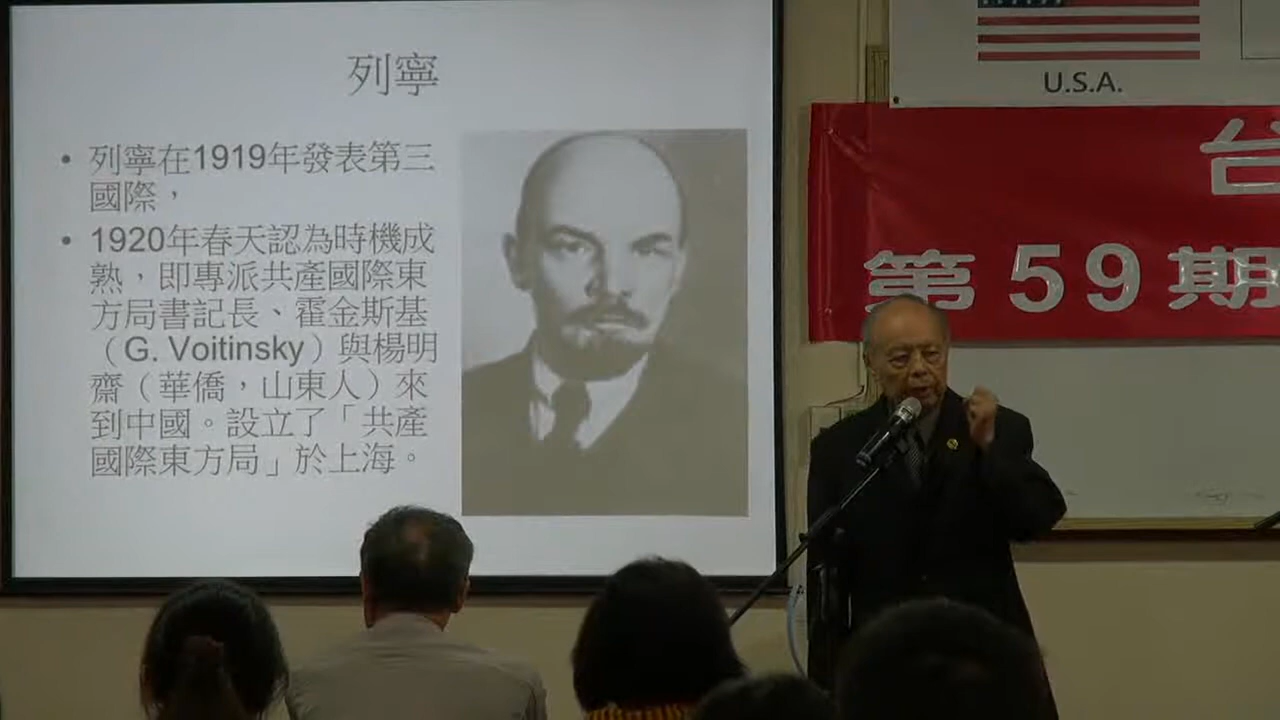 列寧
• 列寧在1919年發表第三
國際，
• 1920年春天認為時機成
熟，即專派共產國際東
方局書記長、霍金斯基
（G. Voitinsky）與楊明
齋（華僑，山東人）來
到中國。設立了「共產
國際東方局」於上海。
U.S.A.
台
第59期